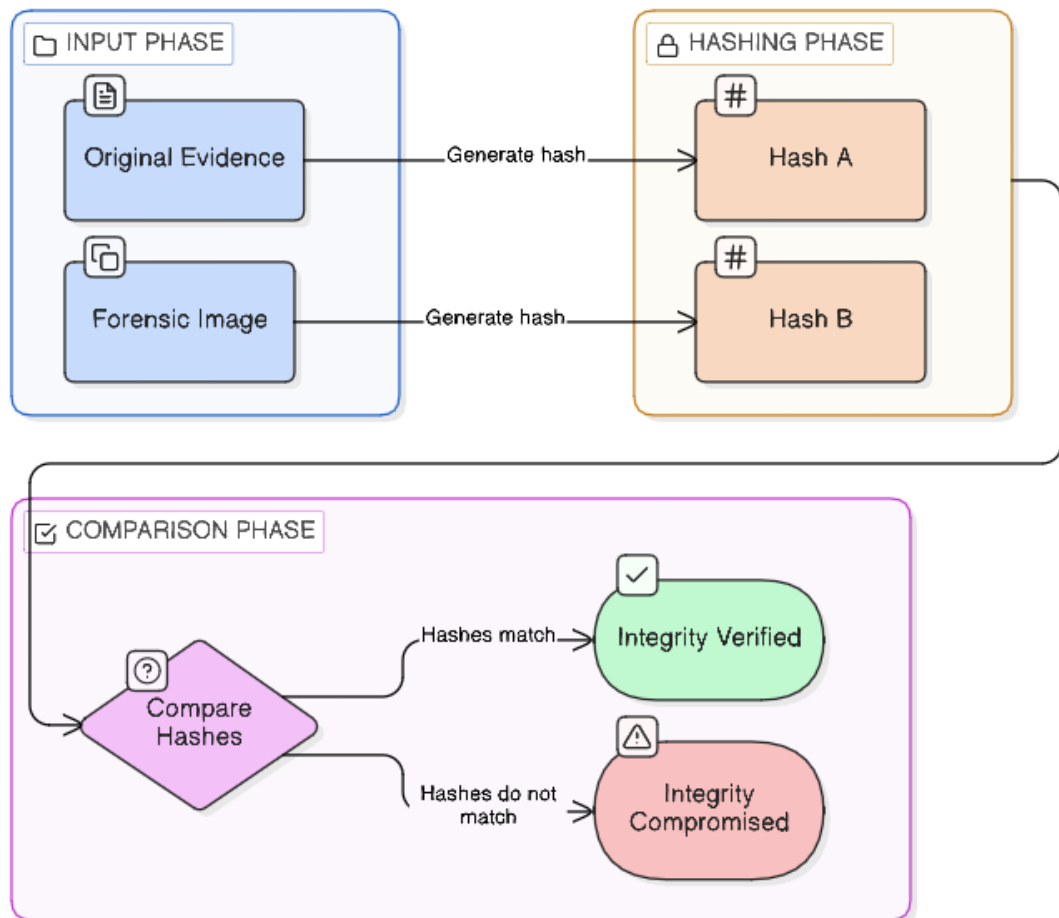 INPUT PHASE
HASHING PHASE
Original Evidence
Generate hash
# Hash A
Forensic Image
Generate hash
# Hash B
COMPARISON PHASE
Compare
Hashes
Hashes match
Integrity Verified
Hashes do not
match
Integrity
Compromised